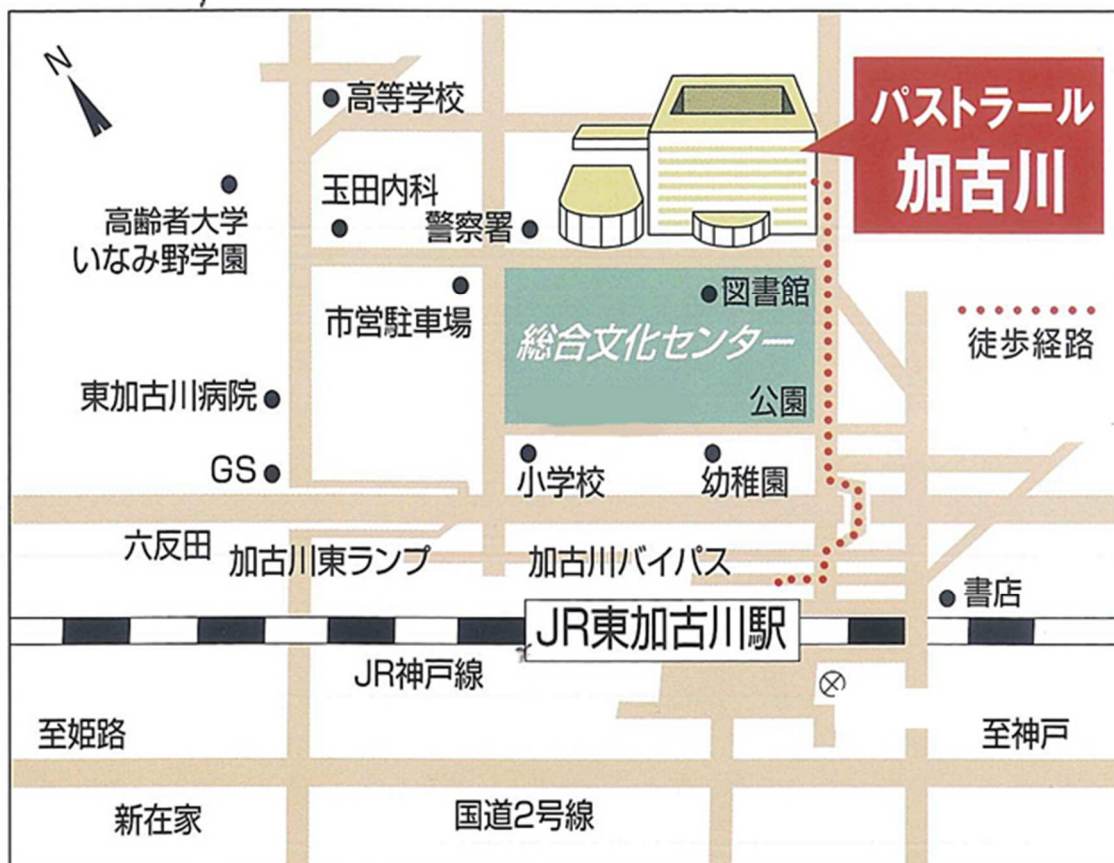 N
高等学校
パストラール
加古川
玉田内科
高齢者大学
いなみ野学園
警察署
市営駐車場
図書館
総合文化センター
徒歩経路
東加古川病院
公園
GS
小学校
幼稚園
六反田
加古川東ランプ
加古川バイパス
書店
JR東加古川駅
JR神戸線
至姫路
至神戸
新在家
国道2号線